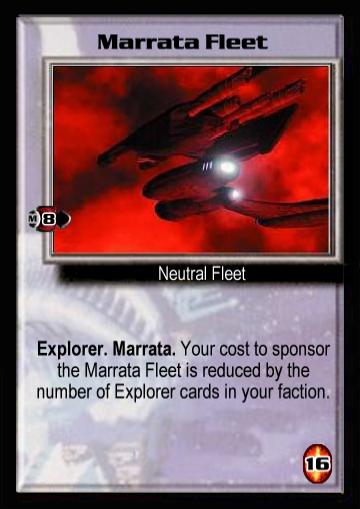 Marrata Fleet
M 8
Neutral Fleet
Explorer. Marrata. Your cost to sponsor
the Marrata Fleet is reduced by the
number of Explorer cards in your faction.
16